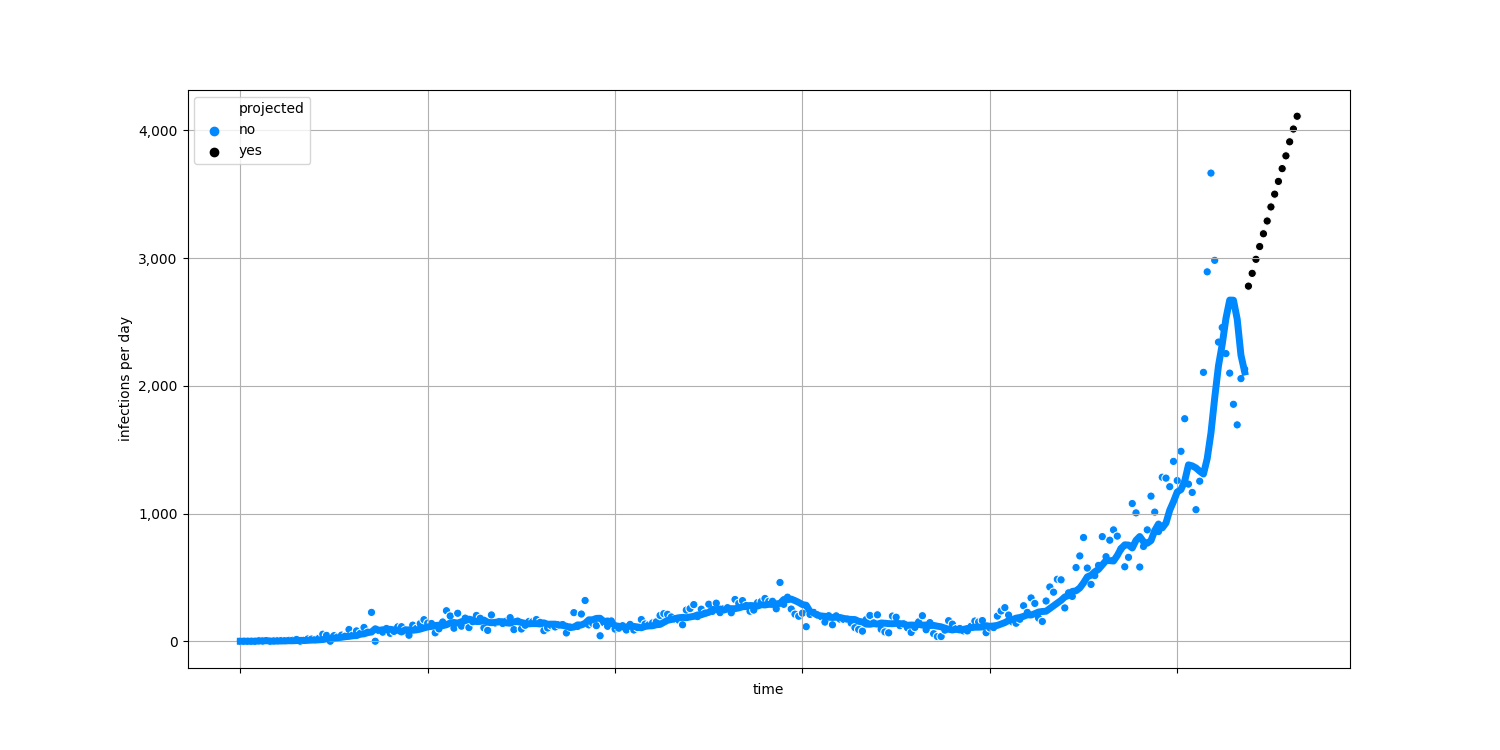 projected
no
yes
4,000
3,000
2,000
1,000
0
infections per day
time